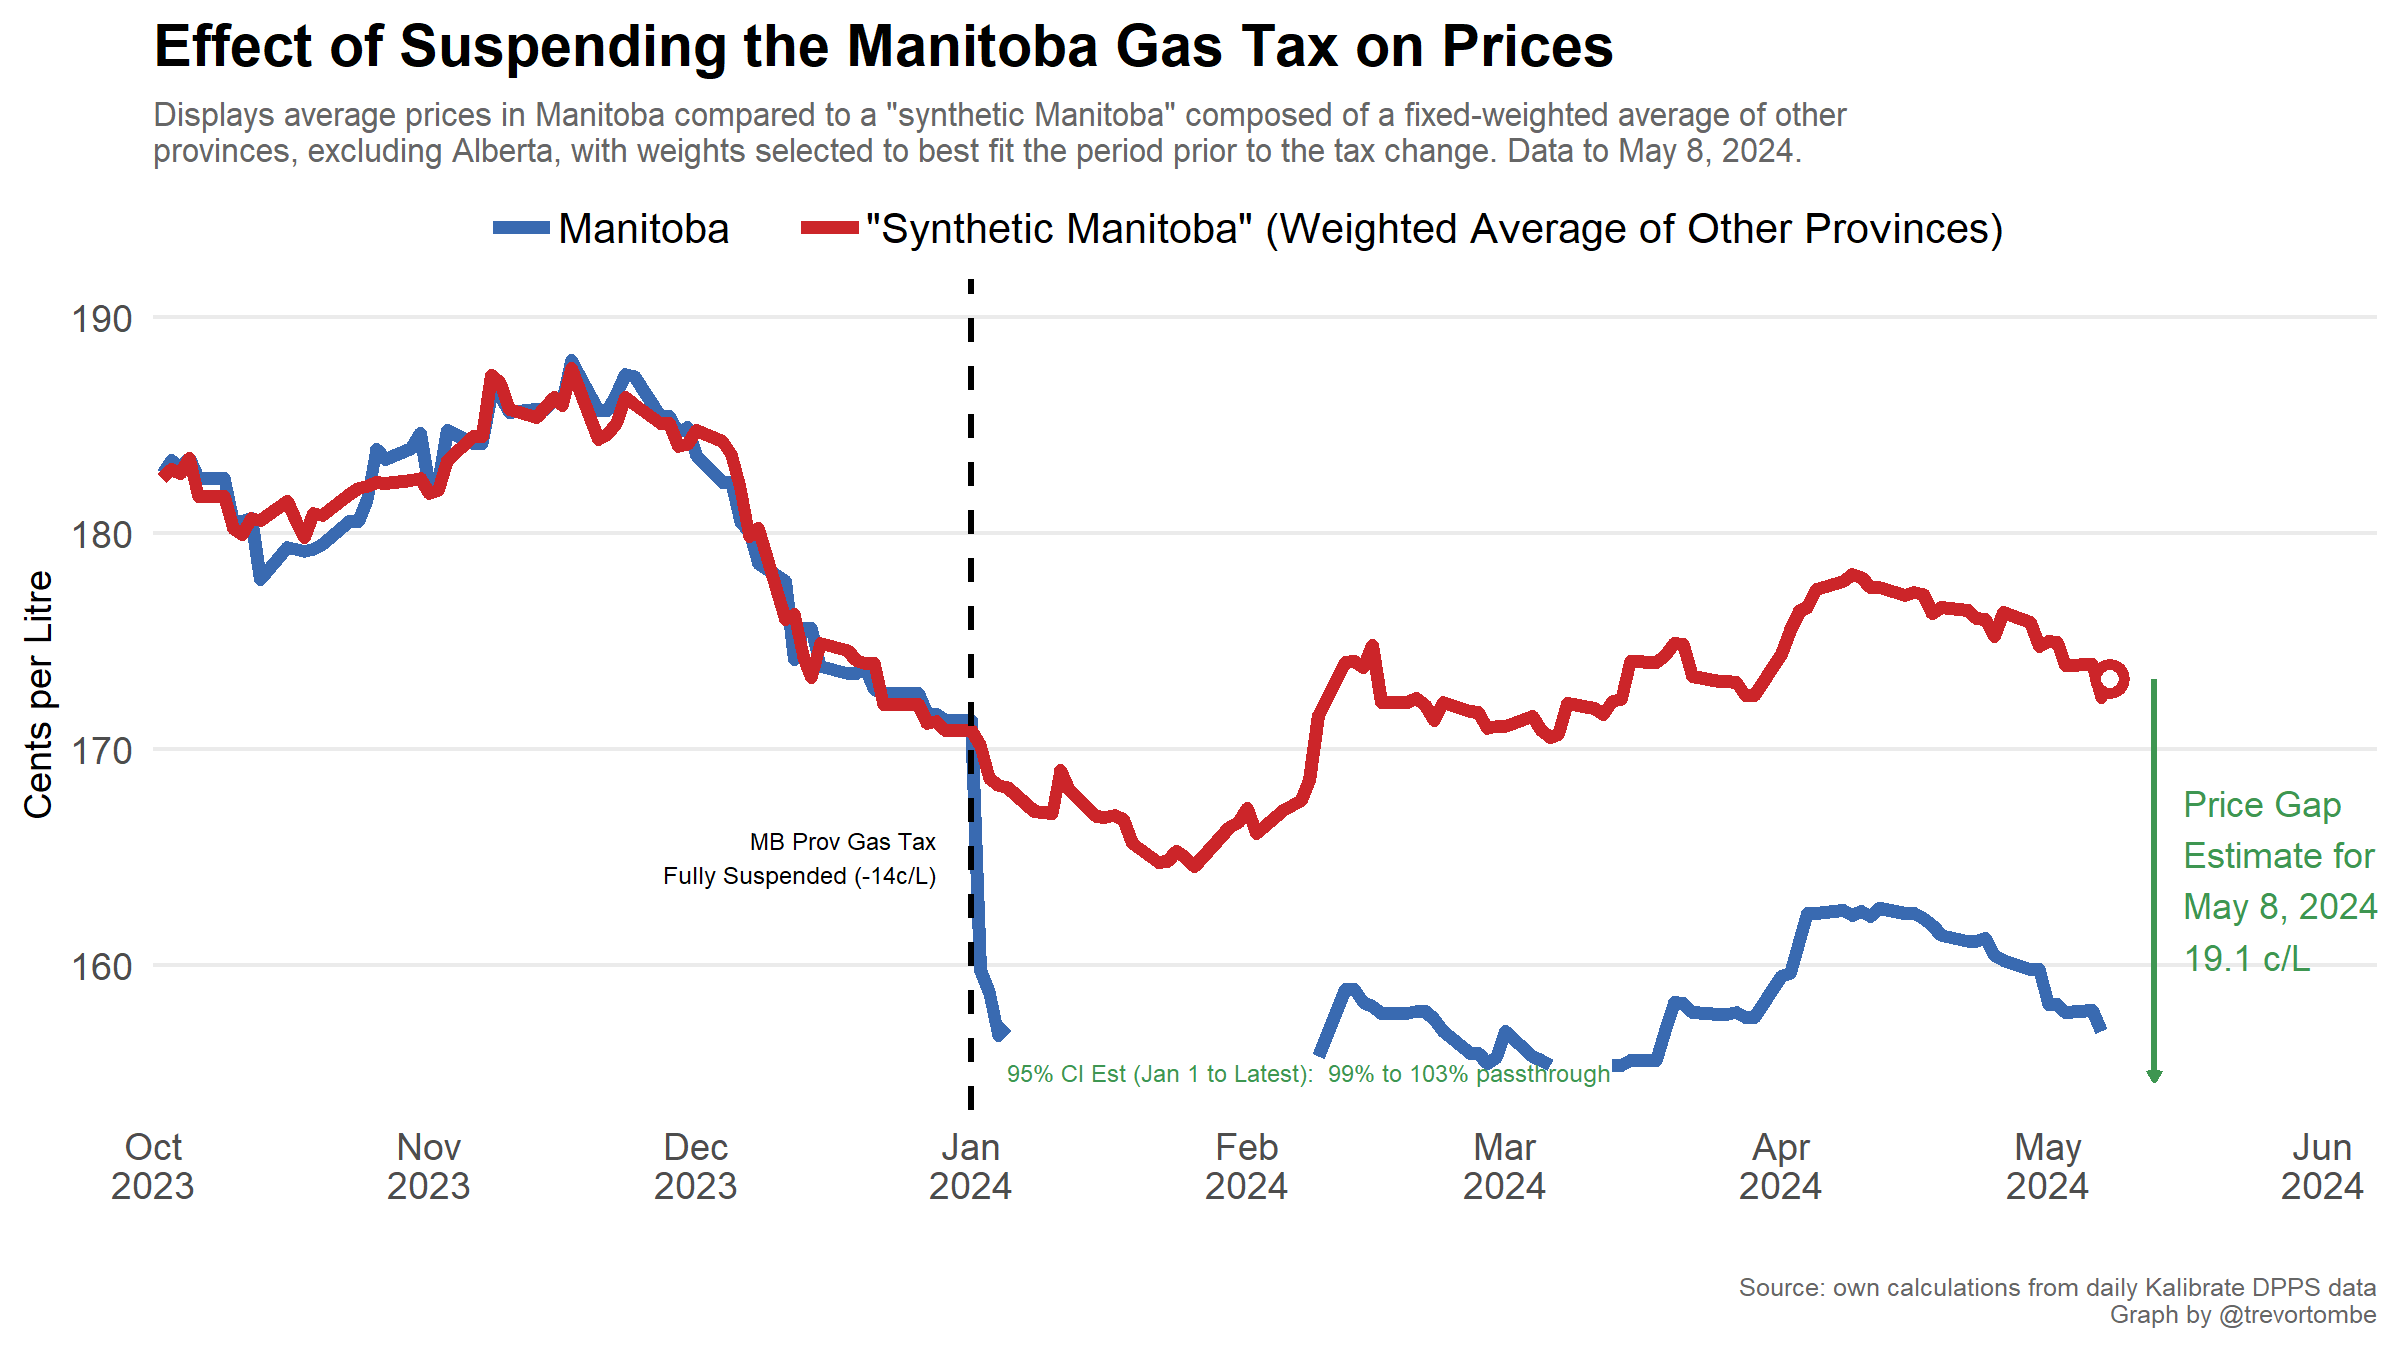 Effect of Suspending the Manitoba Gas Tax on Prices
Displays average prices in Manitoba compared to a "synthetic Manitoba" composed of a fixed-weighted average of other
provinces, excluding Alberta, with weights selected to best fit the period prior to the tax change. Data to May 8, 2024.
Manitoba
"Synthetic Manitoba" (Weighted Average of Other Provinces)
Cents per Litre
190
180
170
160
MB Prov Gas Tax
Fully Suspended (-14c/L)
Price Gap
Estimate for
May 8, 2024
19.1 c/L
95% CI Est (Jan 1 to Latest): 99% to 103% passthrough
Oct
2023
Nov
2023
Dec
2023
Jan
2024
Feb
2024
Mar
2024
Apr
2024
May
2024
Jun
2024
Source: own calculations from daily Kalibrate DPPS data
Graph by @trevortombe